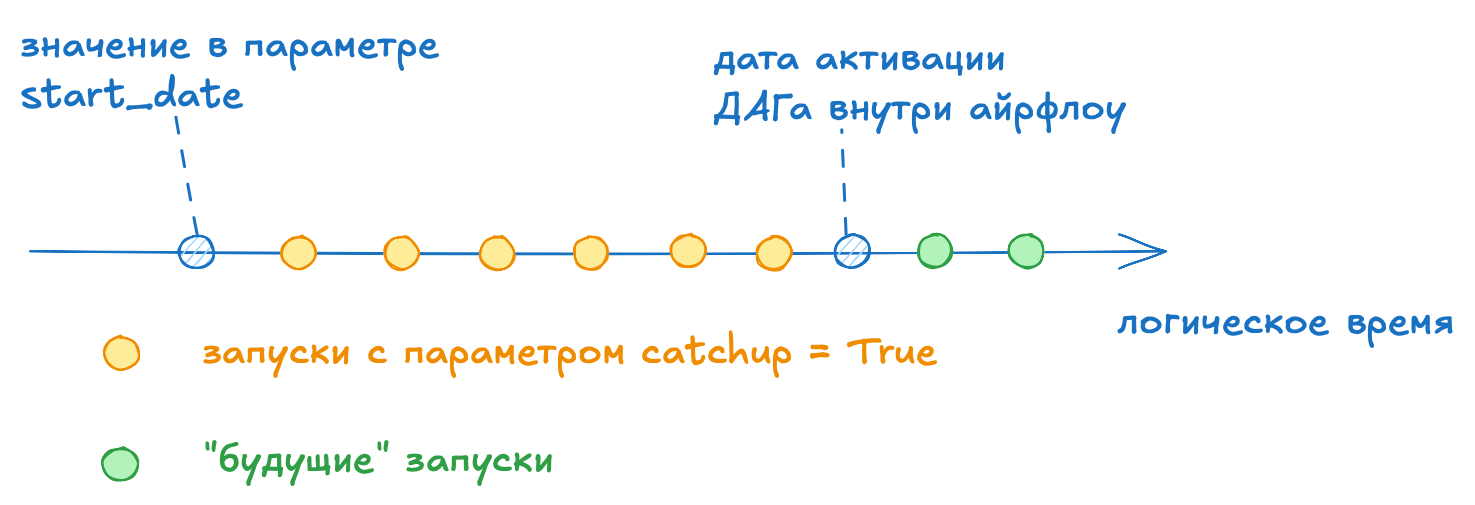 значение в параметре
start_date
дата активации
ДАГа внутри айрфлоу
логическое время
запуски с параметром catchup = True
"будущие" запуски